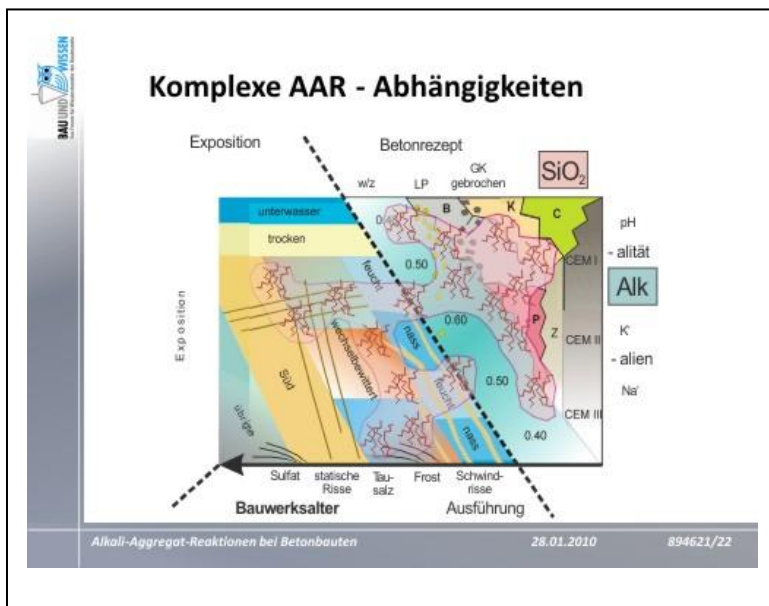 BAU UND WISSEN
Komplexe AAR - Abhängigkeiten
Exposition
Betonrezept
SiO₂
w/z
LP
GK
gebrochen
B
K
C
unterwasser
trocken
feucht
0.50
CEM I
pH
- alität
Alk
Exposition
0.60
P
Z
CEM II
K⁺
- alien
Na⁺
nass
wechselbewittert
Süd
feucht
0.50
übrige
nass
CEM III
0.40
Sulfat
statische
Risse
Tau-
salz
Frost
Schwind-
risse
Bauwerksalter
Ausführung
Alkali-Aggregat-Reaktionen bei Betonbauten
28.01.2010
894621/22